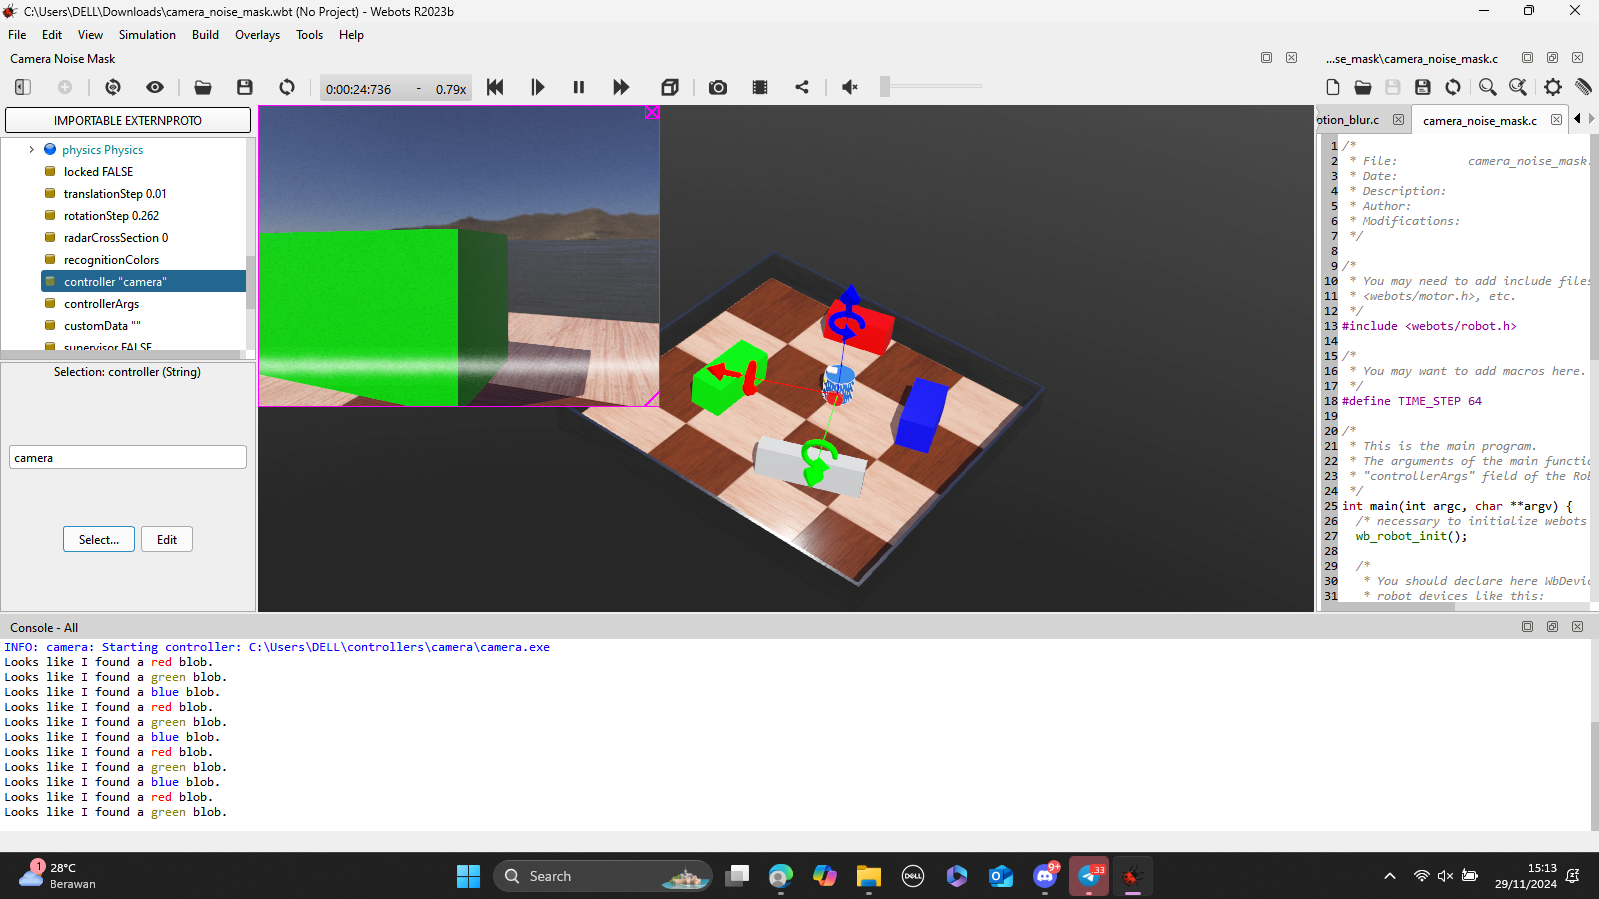 C:\Users\DELL\Downloads\camera_noise_mask.wbt (No Project) - Webots R2023b
File Edit View Simulation Build Overlays Tools Help
Camera Noise Mask
...se_mask\camera_noise_mask.c
0:00:24:736 - 0.79x
IMPORTABLE EXTERNPROTO
physics Physics
locked FALSE
translationStep 0.01
rotationStep 0.262
radarCrossSection 0
recognitionColors
controller "camera"
controllerArgs
customData ""
supervisor FALSE
Selection: controller (String)
camera
Select... Edit
otion_blur.c camera_noise_mask.c
1 /*
2 * File: camera_noise_mask.
3 * Date:
4 * Description:
5 * Author:
6 * Modifications:
7 */
8
9 /*
10 * You may need to add include files
11 * <webots/motor.h>, etc.
12 */
13 #include <webots/robot.h>
14
15 /*
16 * You may want to add macros here.
17 */
18 #define TIME_STEP 64
19
20 /*
21 * This is the main program.
22 * The arguments of the main functio
23 * "controllerArgs" field of the Rob
24 */
25 int main(int argc, char **argv) {
26 /* necessary to initialize webots
27 wb_robot_init();
28
29 /*
30 * You should declare here WbDevic
31 * robot devices like this:
Console - All
INFO: camera: Starting controller: C:\Users\DELL\controllers\camera\camera.exe
Looks like I found a red blob.
Looks like I found a green blob.
Looks like I found a blue blob.
Looks like I found a red blob.
Looks like I found a green blob.
Looks like I found a blue blob.
Looks like I found a red blob.
Looks like I found a green blob.
Looks like I found a blue blob.
Looks like I found a red blob.
Looks like I found a green blob.
1
28°C
Berawan
Search
DELL
9+
33
15:13
29/11/2024